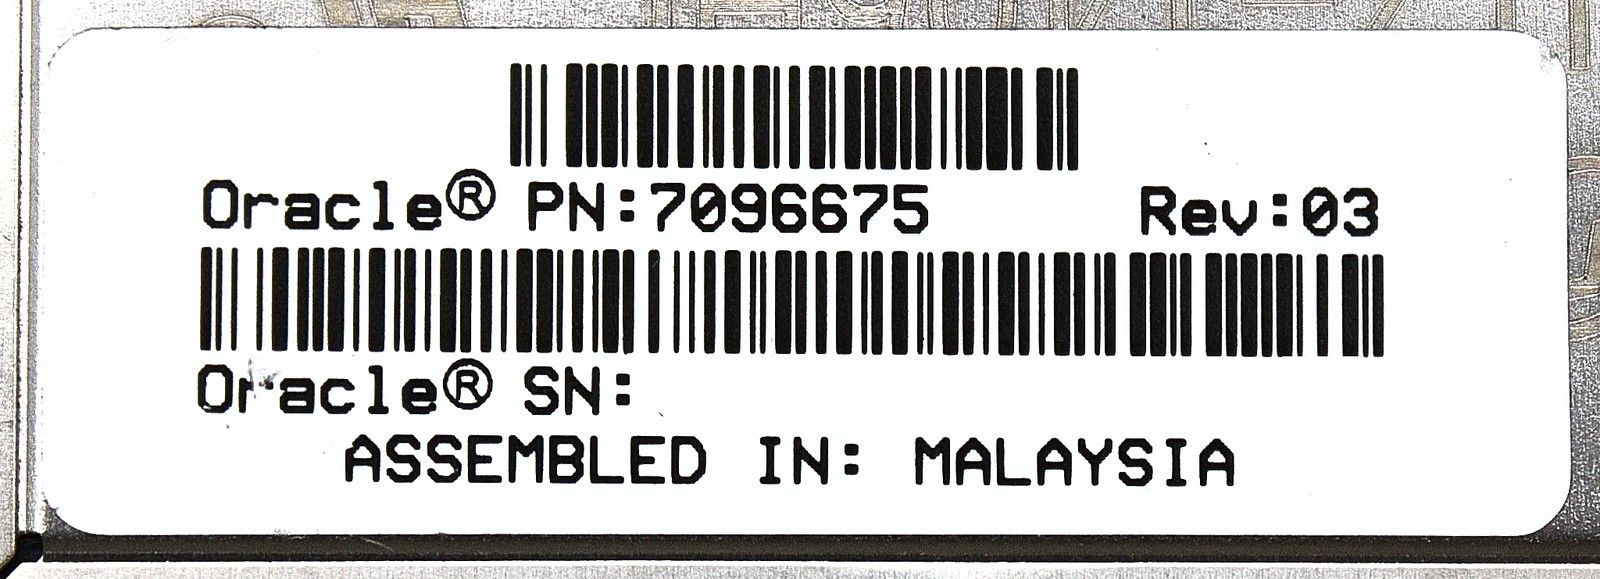 Oracle® PN:7096675 Rev:03
Oracle® SN:
ASSEMBLED IN: MALAYSIA